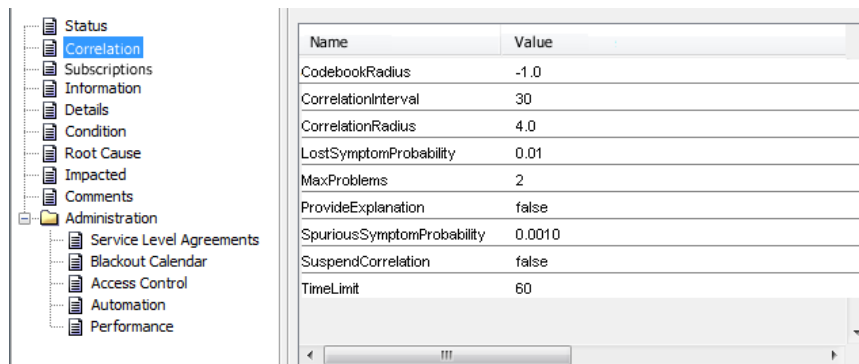 Status
Correlation
Subscriptions
Information
Details
Condition
Root Cause
Impacted
Comments
Administration
Service Level Agreements
Blackout Calendar
Access Control
Automation
Performance
Name Value
CodebookRadius -1.0
CorrelationInterval 30
CorrelationRadius 4.0
LostSymptomProbability 0.01
MaxProblems 2
ProvideExplanation false
SpuriousSymptomProbability 0.0010
SuspendCorrelation false
TimeLimit 60